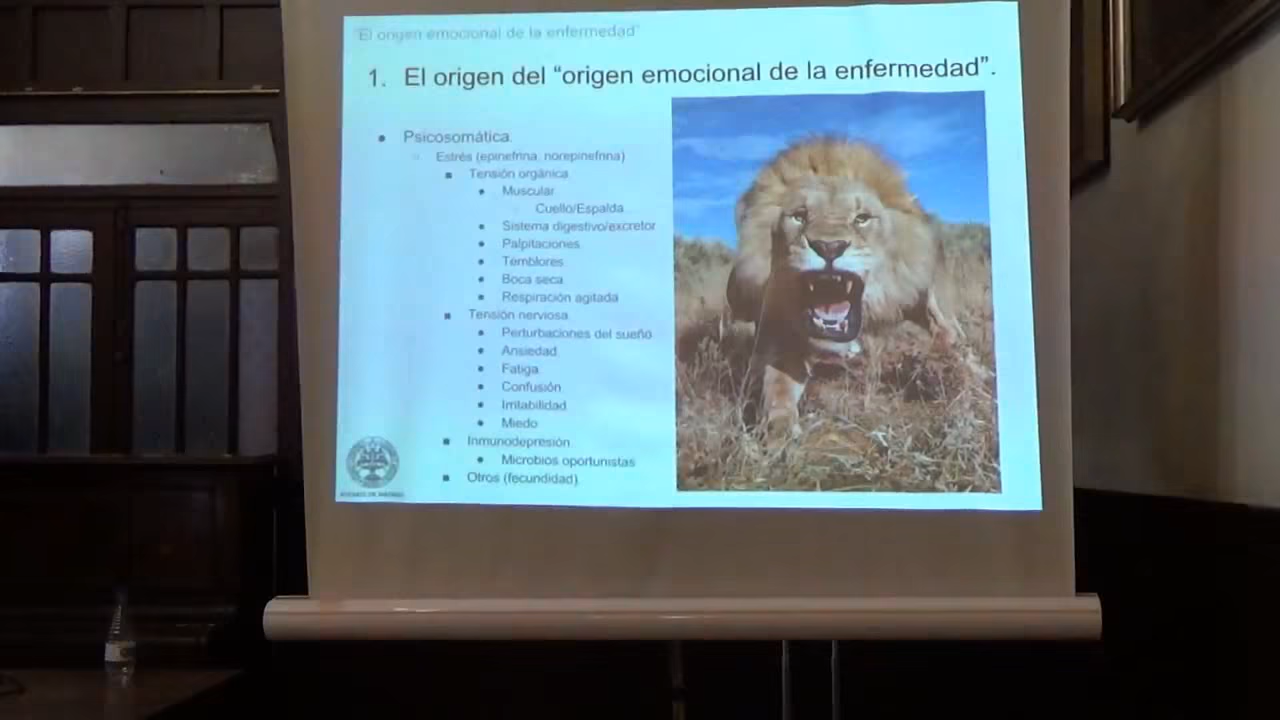 "El origen emocional de la enfermedad"
1. El origen del "origen emocional de la enfermedad".
Psicosomática.
Estrés (epinefrina, norepinefrina)
Tensión orgánica
Muscular
Cuello/Espalda
Sistema digestivo/excretor
Palpitaciones
Temblores
Boca seca
Respiración agitada
Tensión nerviosa
Perturbaciones del sueño
Ansiedad
Fatiga
Confusión
Irritabilidad
Miedo
Inmunodepresión
Microbios oportunistas
Otros (fecundidad)